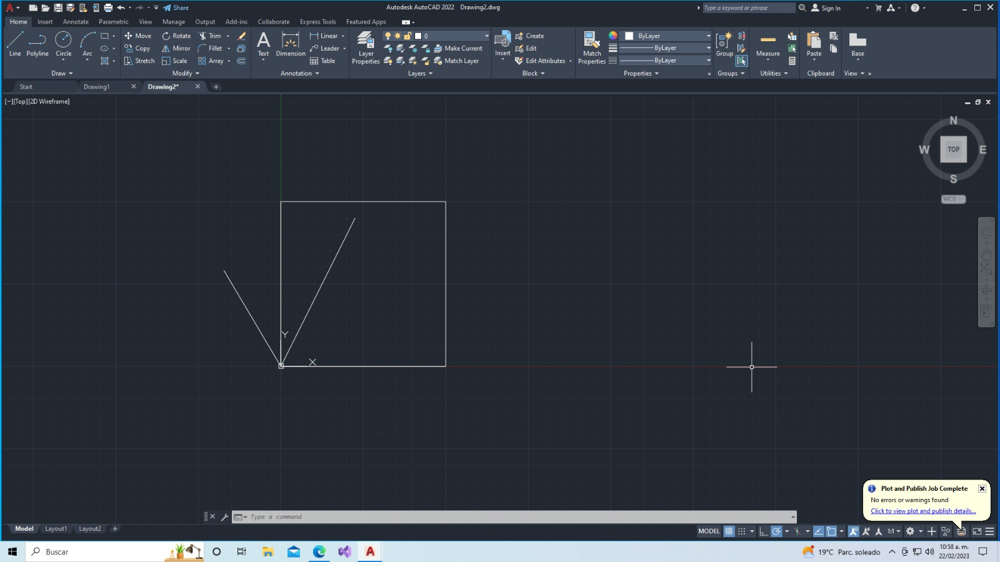 Share
Autodesk AutoCAD 2022 Drawing2.dwg
Type a keyword or phrase
Sign In
Home Insert Annotate Parametric View Manage Output Add-ins Collaborate Express Tools Featured Apps
Line
Polyline
Circle
Arc
Draw
Move
Rotate
Trim
Copy
Mirror
Fillet
Stretch
Scale
Array
Modify
Text
Dimension
Linear
Leader
Table
Annotation
Layer
Properties
0
Make Current
Match Layer
Layers
Insert
Create
Edit
Edit Attributes
Block
Match
Properties
ByLayer
ByLayer
ByLayer
Properties
Group
Groups
Measure
Utilities
Paste
Clipboard
Base
View
Start
Drawing1
Drawing2*
[−][Top][2D Wireframe]
N
W
TOP
E
S
WCS
Y
X
Plot and Publish Job Complete
No errors or warnings found
Click to view plot and publish details...
Type a command
Model
Layout1
Layout2
MODEL
1:1
Buscar
19°C Parc. soleado
10:58 a. m.
22/02/2023